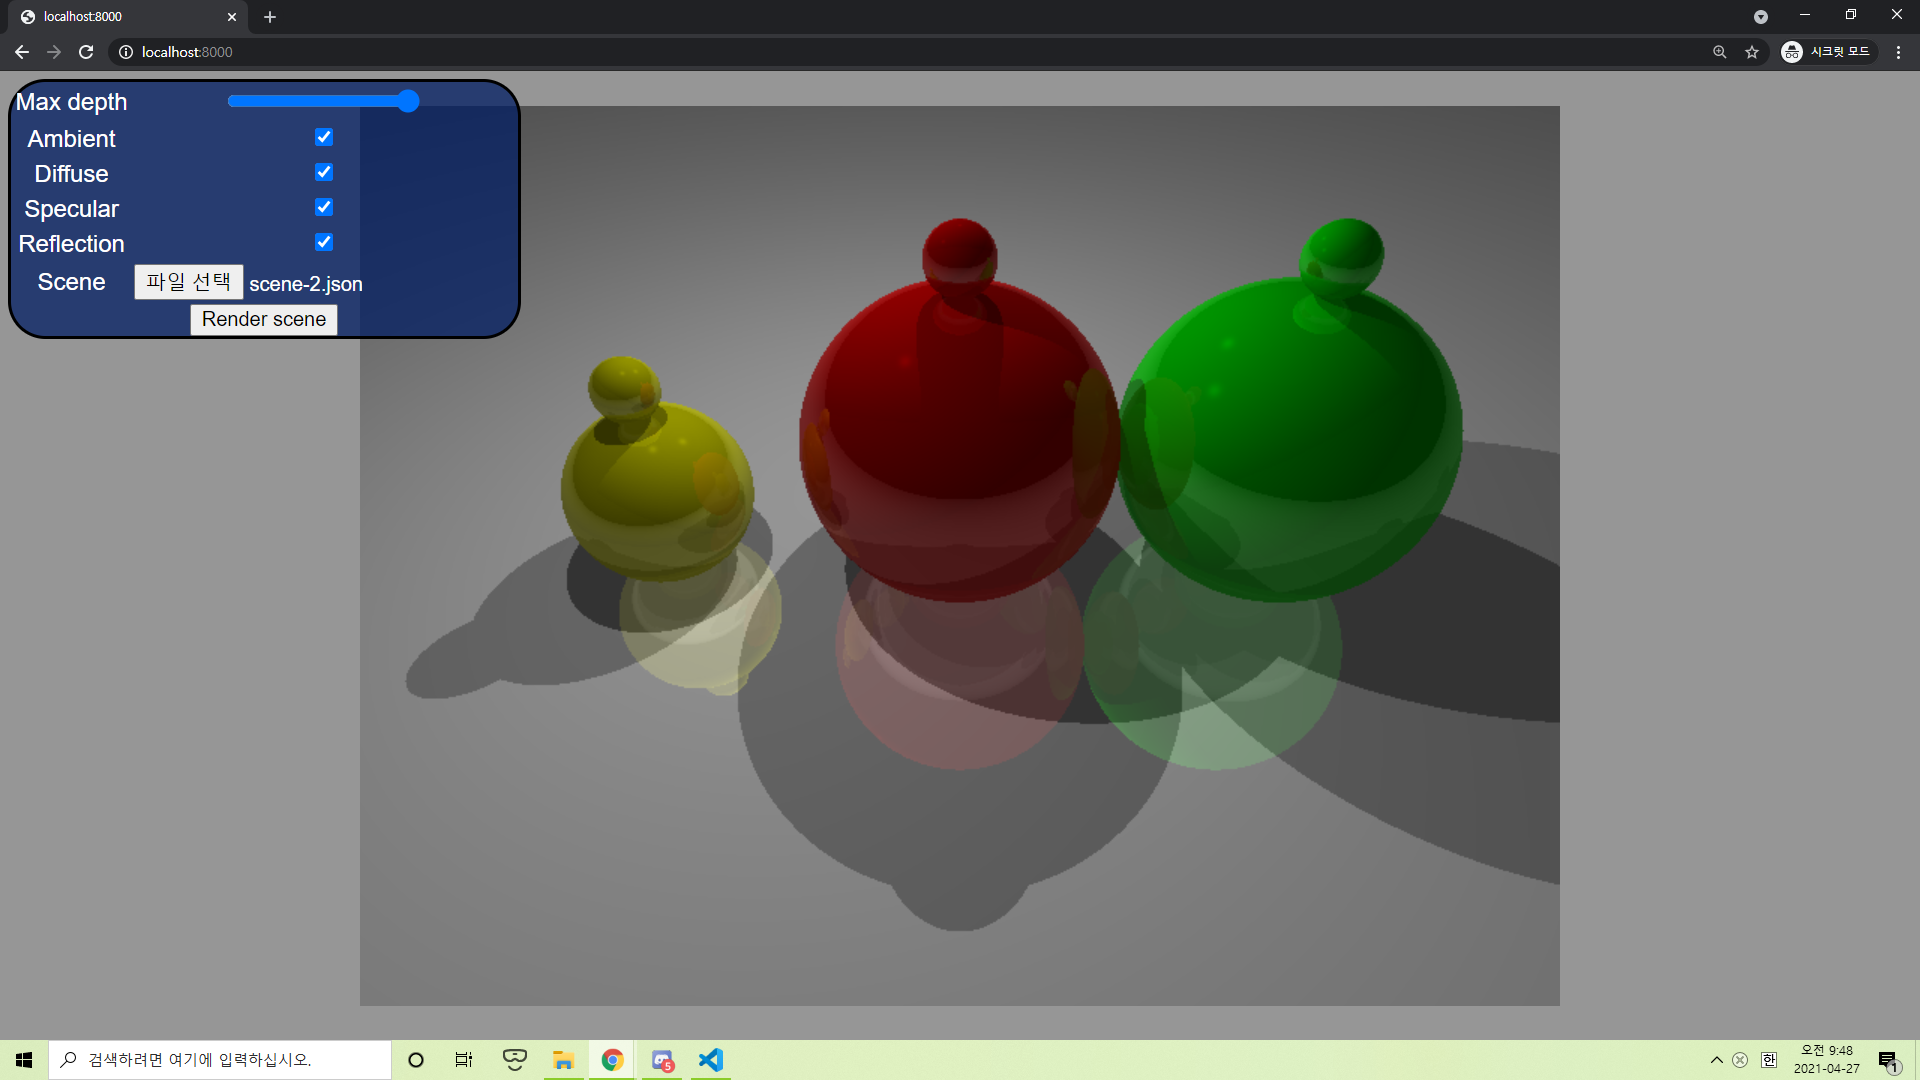 localhost:8000
localhost:8000
시크릿 모드
Max depth
Ambient
Diffuse
Specular
Reflection
Scene 파일 선택 scene-2.json
Render scene
검색하려면 여기에 입력하십시오.
5
한
오전 9:48
2021-04-27
1